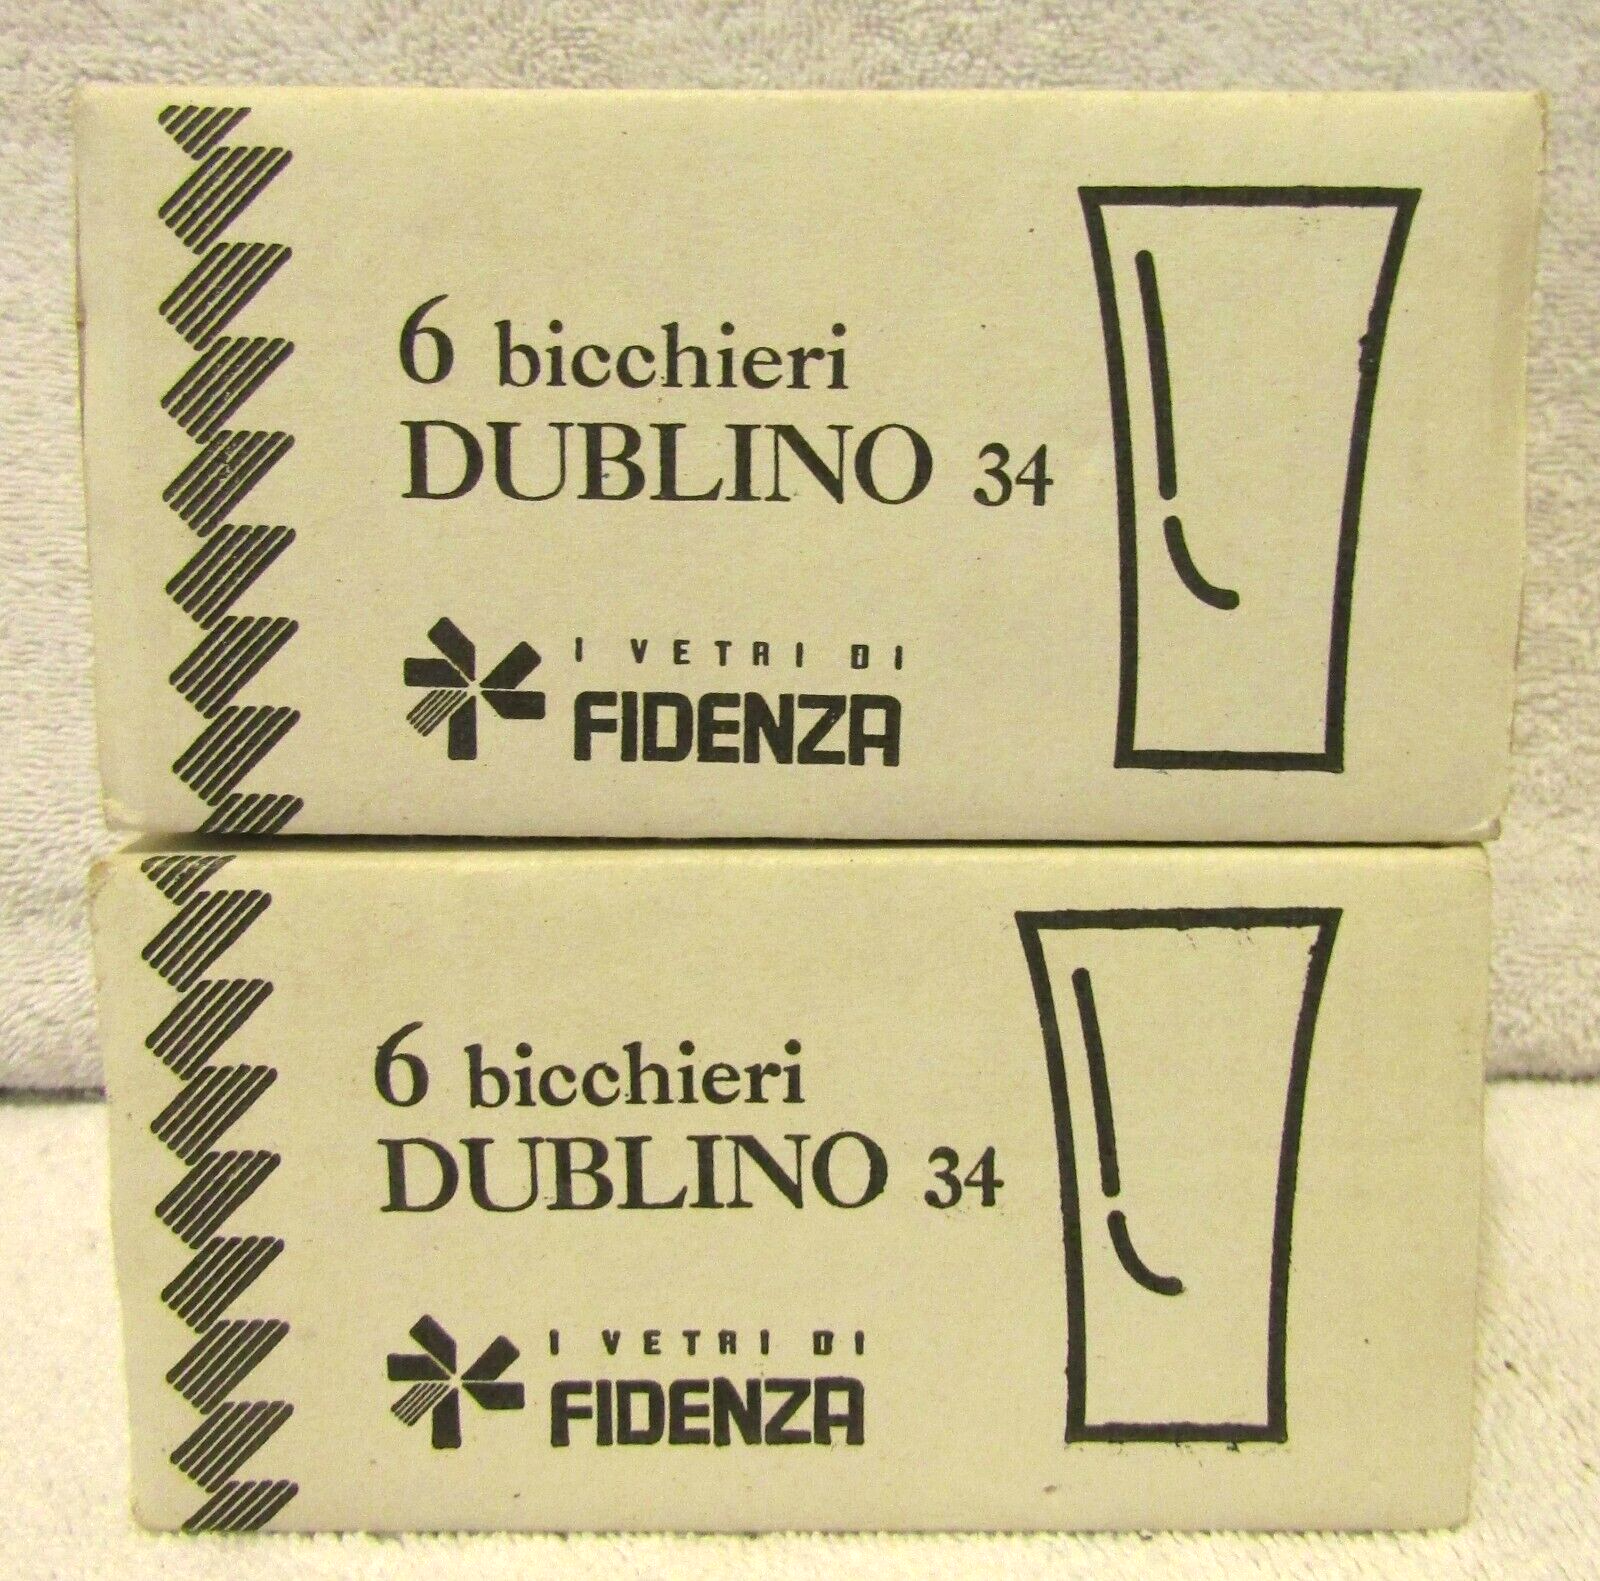 6 bicchieri
DUBLINO 34
I VETRI DI
FIDENZA
6 bicchieri
DUBLINO 34
I VETRI DI
FIDENZA